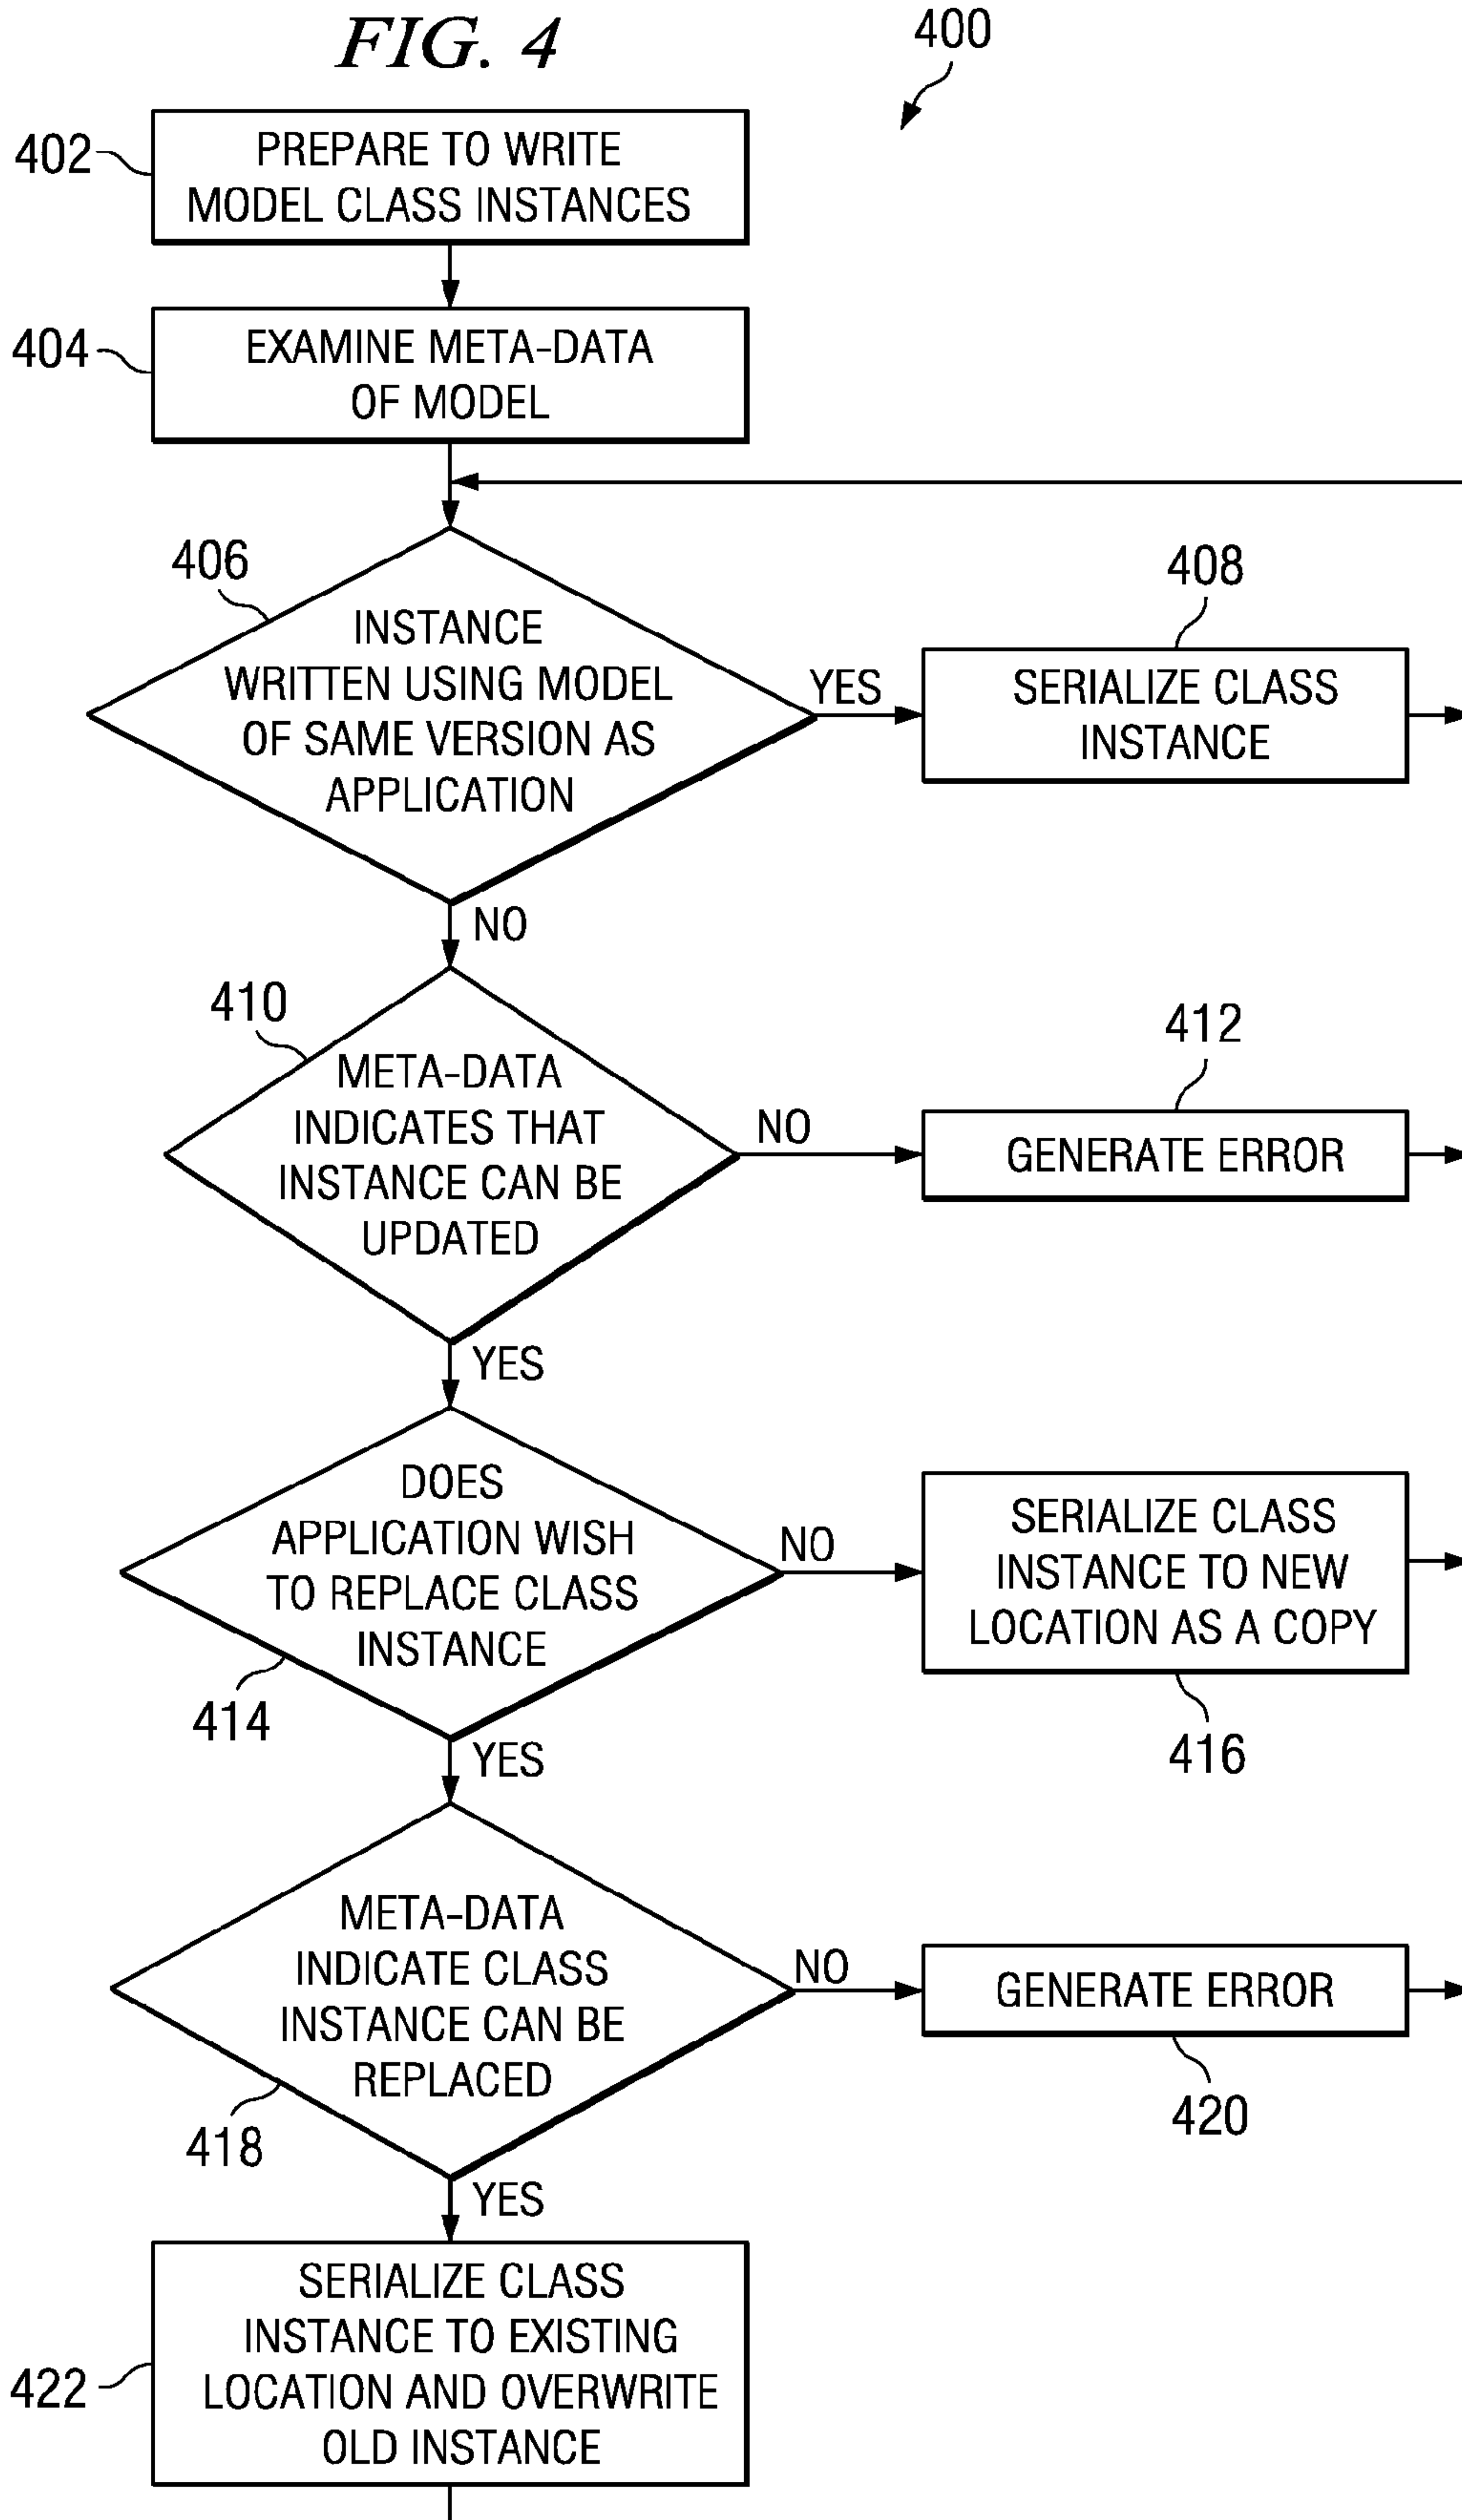 FIG. 4
400
402
PREPARE TO WRITE
MODEL CLASS INSTANCES
404
EXAMINE META-DATA
OF MODEL
406
INSTANCE
WRITTEN USING MODEL
OF SAME VERSION AS
APPLICATION
YES
408
SERIALIZE CLASS
INSTANCE
NO
410
META-DATA
INDICATES THAT
INSTANCE CAN BE
UPDATED
NO
412
GENERATE ERROR
YES
DOES
APPLICATION WISH
TO REPLACE CLASS
INSTANCE
414
NO
SERIALIZE CLASS
INSTANCE TO NEW
LOCATION AS A COPY
416
YES
META-DATA
INDICATE CLASS
INSTANCE CAN BE
REPLACED
418
NO
GENERATE ERROR
420
YES
422
SERIALIZE CLASS
INSTANCE TO EXISTING
LOCATION AND OVERWRITE
OLD INSTANCE